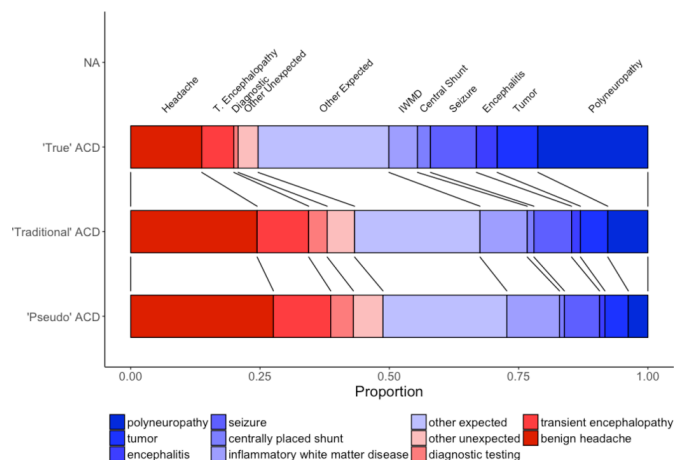 Headache
T. Encephalopathy
Diagnostic
Other Unexpected
Other Expected
IWMD
Central Shunt
Seizure
Encephalitis
Tumor
Polyneuropathy
NA
'True' ACD
'Traditional' ACD
'Pseudo' ACD
0.00 0.25 0.50 0.75 1.00
Proportion
polyneuropathy seizure other expected transient encephalopathy
tumor centrally placed shunt other unexpected benign headache
encephalitis inflammatory white matter disease diagnostic testing